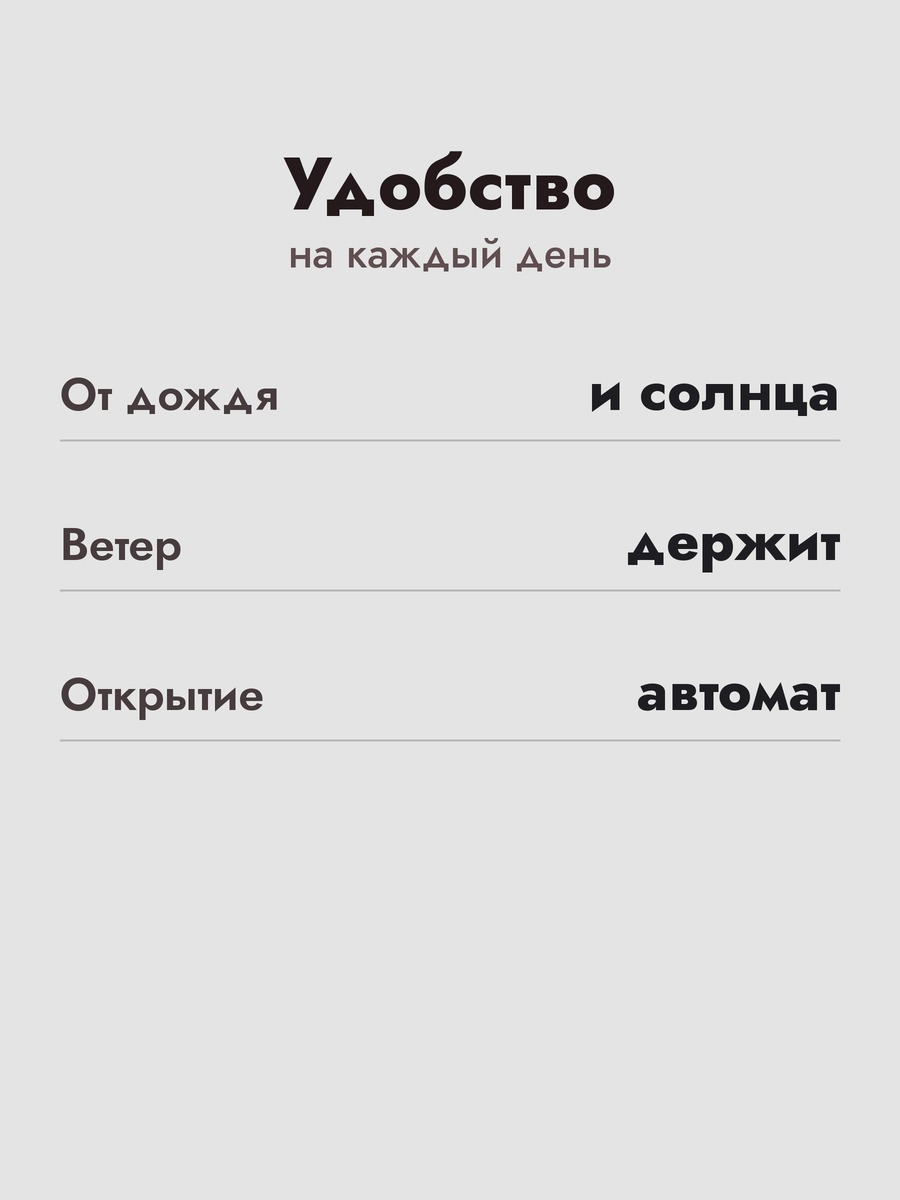 Удобство
на каждый день
От дождя и солнца
Ветер держит
Открытие автомат